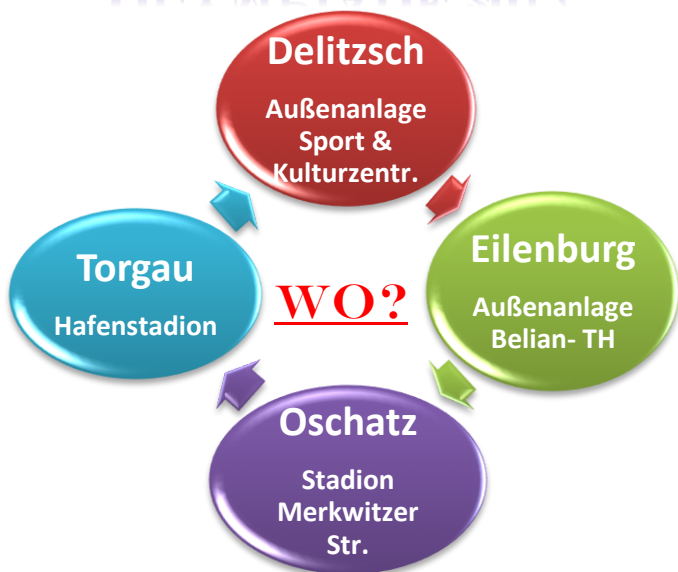 Delitzsch
Außenanlage
Sport &
Kulturzentr.
Eilenburg
Außenanlage
Belian- TH
Oschatz
Stadion
Merkwitzer
Str.
Torgau
Hafenstadion
WO?